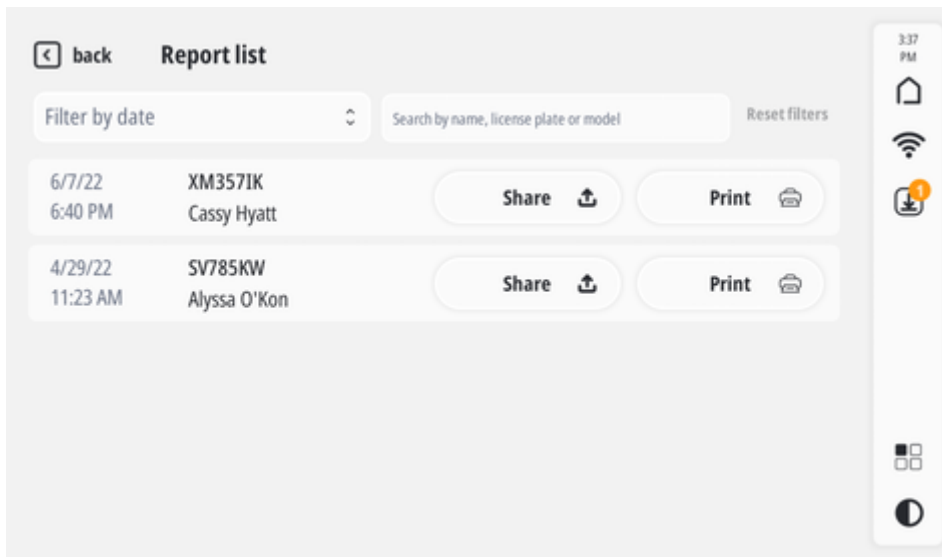 back
Report list
Filter by date
Search by name, license plate or model
Reset filters
6/7/22
6:40 PM
XM357IK
Cassy Hyatt
Share
Print
4/29/22
11:23 AM
SV785KW
Alyssa O'Kon
Share
Print
3:37
PM
1